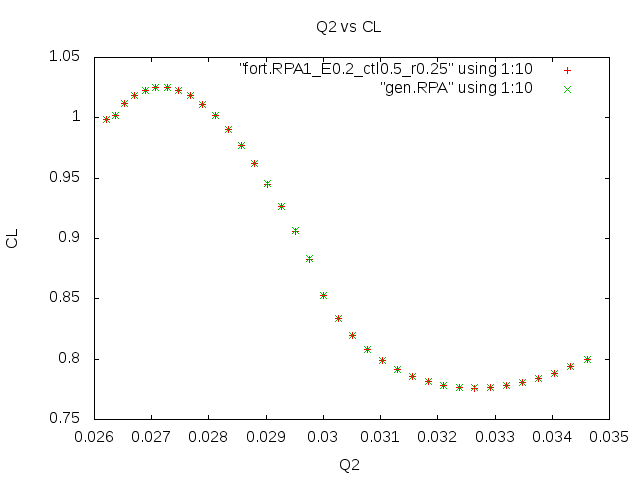 Q2 vs CL
1.05
"fort.RPA1_E0.2_ctl0.5_r0.25" using 1:10
"gen.RPA" using 1:10
1
0.95
0.9
CL
0.85
0.8
0.75
0.026 0.027 0.028 0.029 0.03 0.031 0.032 0.033 0.034 0.035
Q2